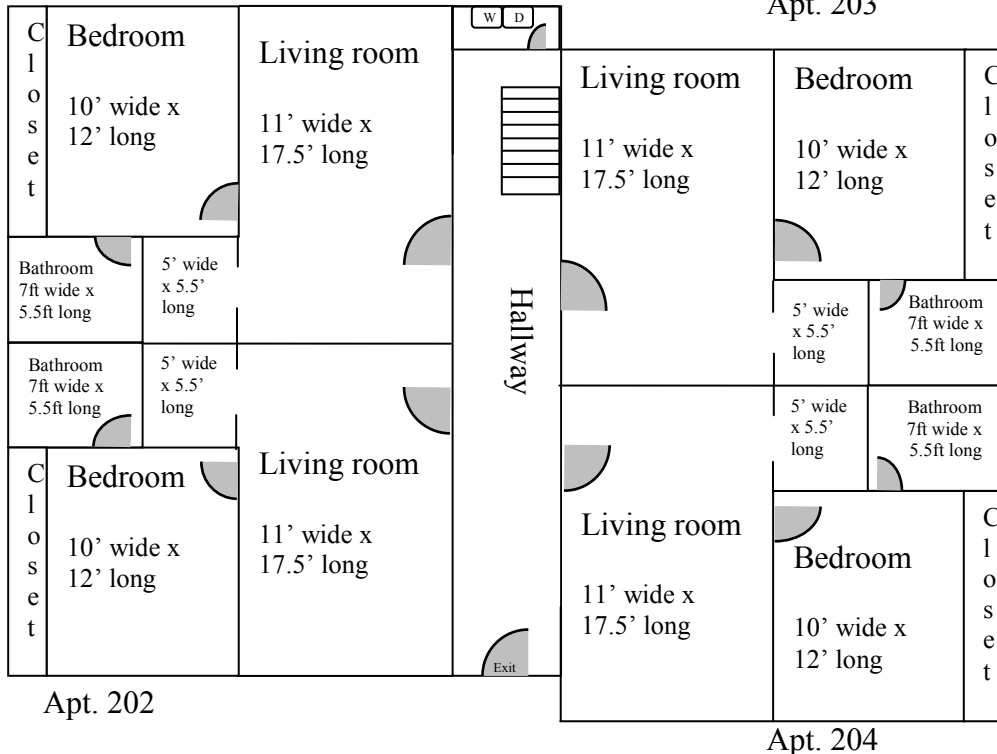 Apt. 203
W D
Closet
Bedroom
10’ wide x
12’ long
Living room
11’ wide x
17.5’ long
Living room
11’ wide x
17.5’ long
Bedroom
10’ wide x
12’ long
Closet
Bathroom
7ft wide x
5.5ft long
5’ wide
x 5.5’
long
Hallway
5’ wide
x 5.5’
long
Bathroom
7ft wide x
5.5ft long
Bathroom
7ft wide x
5.5ft long
5’ wide
x 5.5’
long
5’ wide
x 5.5’
long
Bathroom
7ft wide x
5.5ft long
Closet
Bedroom
10’ wide x
12’ long
Living room
11’ wide x
17.5’ long
Living room
11’ wide x
17.5’ long
Bedroom
10’ wide x
12’ long
Closet
Exit
Apt. 202
Apt. 204